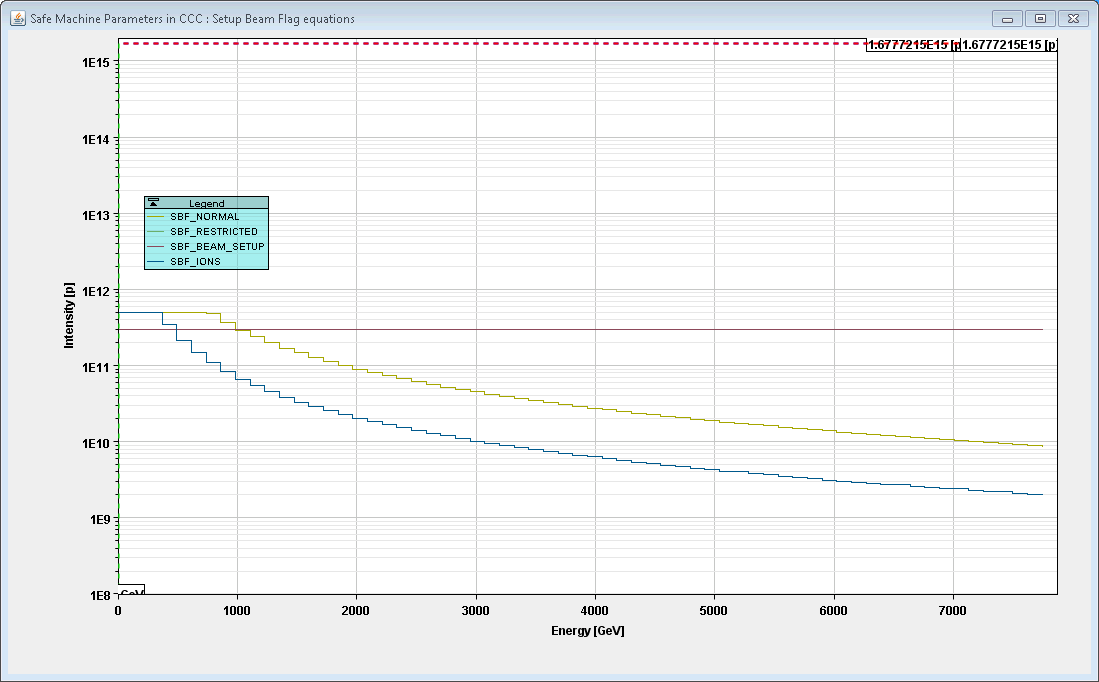 Safe Machine Parameters in CCC : Setup Beam Flag equations
1.6777215E15 [p 1.6777215E15 [p
1E15
1E14
1E13
1E12
1E11
1E10
1E9
1E8
Intensity [p]
Legend
SBF_NORMAL
SBF_RESTRICTED
SBF_BEAM_SETUP
SBF_IONS
GeV
0 1000 2000 3000 4000 5000 6000 7000
Energy [GeV]